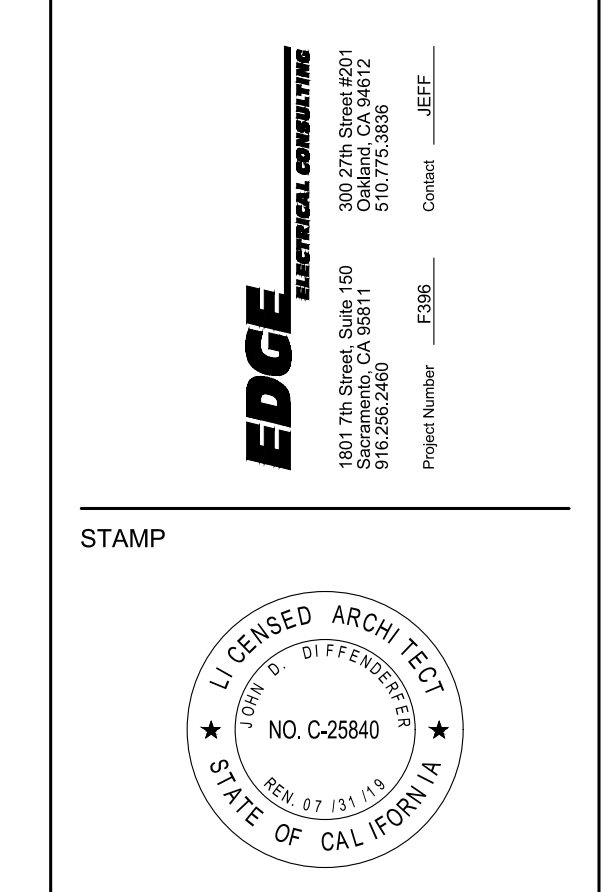 EDGE
ELECTRICAL CONSULTING
1801 7th Street, Suite 150
Sacramento, CA 95811
916.256.2460
300 27th Street #201
Oakland, CA 94612
510.775.3836
Project Number F396
Contact JEFF
STAMP
LICENSED ARCHITECT
JOHN D. DIFFENDERFER
NO. C-25840
REN. 07/31/19
STATE OF CALIFORNIA